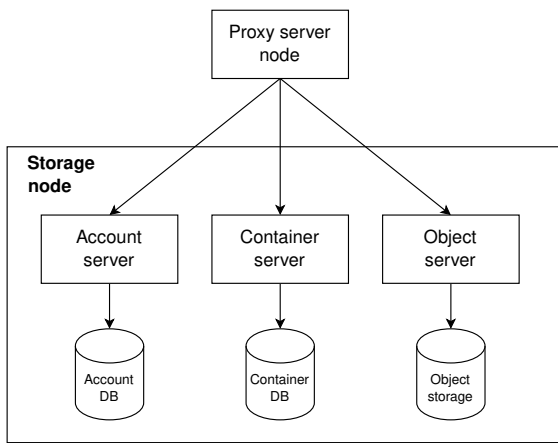 Proxy server
node
Storage
node
Account
server
Container
server
Object
server
Account
DB
Container
DB
Object
storage